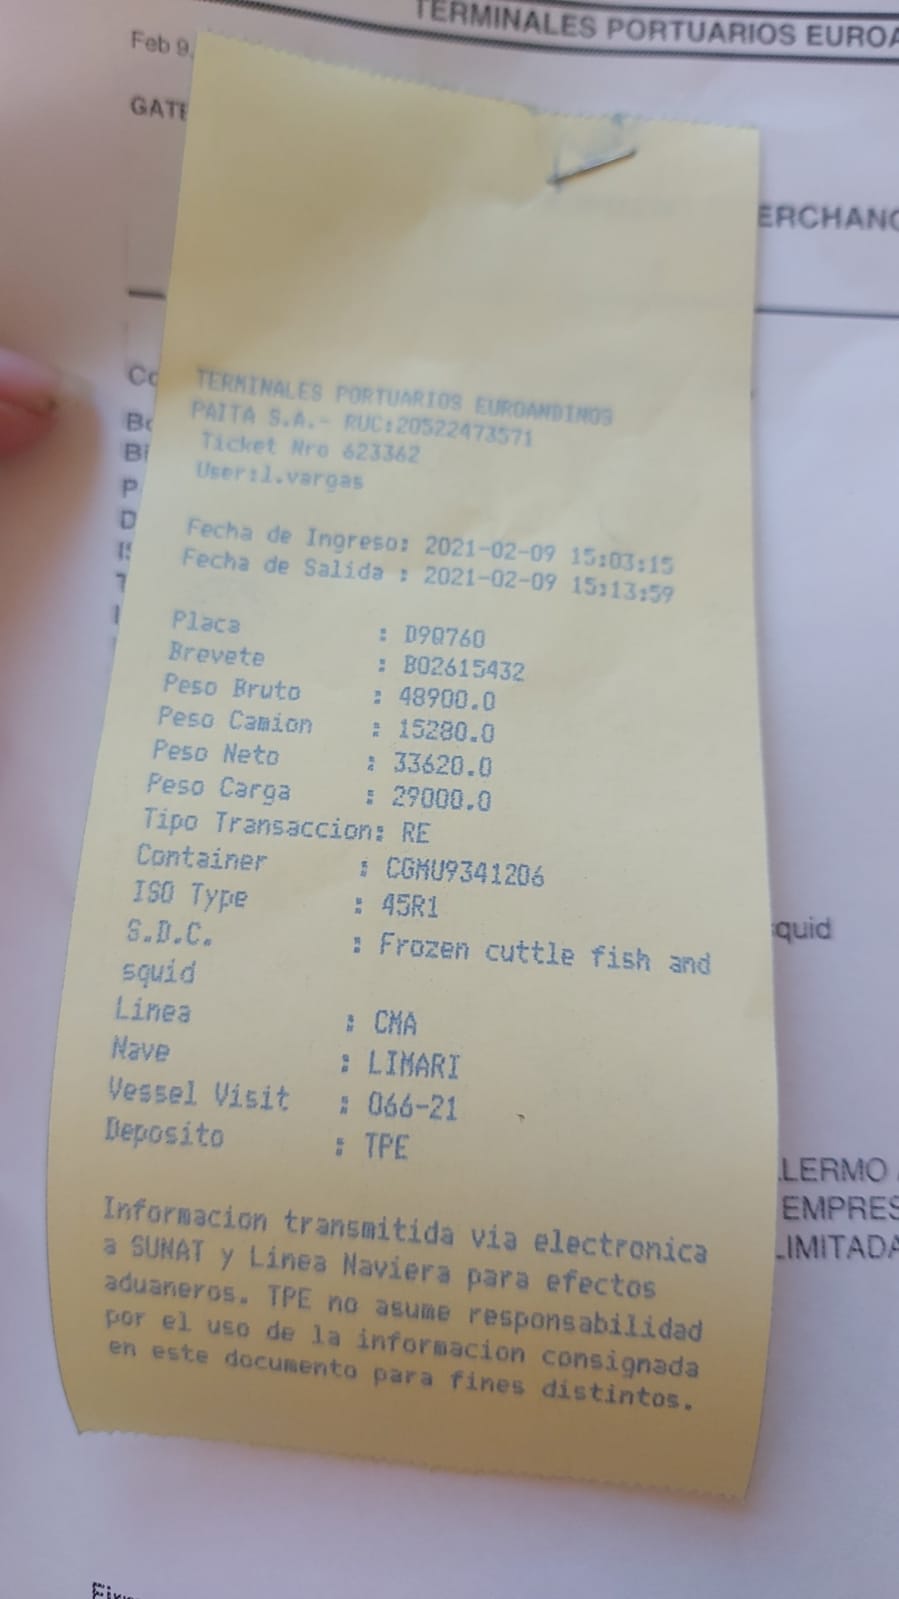 TERMINALES PORTUARIOS EUROA
Feb 9,
GATE
ERCHAND
TERMINALES PORTUARIOS EUROANDINOS
PAITA S.A.- RUC:20522473571
Ticket Nro 623362
User:l.vargas
Fecha de Ingreso: 2021-02-09 15:03:15
Fecha de Salida : 2021-02-09 15:13:59
Placa : D9Q760
Brevete : B02615432
Peso Bruto : 48900.0
Peso Camion : 15280.0
Peso Neto : 33620.0
Peso Carga : 29000.0
Tipo Transaccion: RE
Container : CGMU9341206
ISO Type : 45R1
S.D.C. : Frozen cuttle fish and
squid
Linea : CMA
Nave : LIMARI
Vessel Visit : 066-21
Deposito : TPE
Informacion transmitida via electronica
a SUNAT y Linea Naviera para efectos
aduaneros. TPE no asume responsabilidad
por el uso de la informacion consignada
en este documento para fines distintos.
squid
LLERMO
EMPRES
LIMITADA